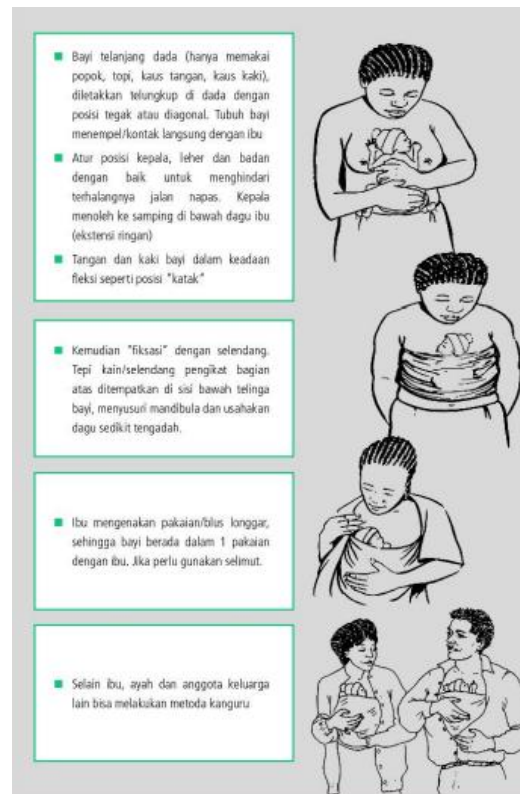 ■ Bayi telanjang dada (hanya memakai
popok, topi, kaus tangan, kaus kaki),
diletakkan telungkup di dada dengan
posisi tegak atau diagonal. Tubuh bayi
menempel/kontak langsung dengan ibu
■ Atur posisi kepala, leher dan badan
dengan baik untuk menghindari
terhalangnya jalan napas. Kepala
menoleh ke samping di bawah dagu ibu
(ekstensi ringan)
■ Tangan dan kaki bayi dalam keadaan
fleksi seperti posisi "katak"
■ Kemudian "fiksasi" dengan selendang.
Tepi kain/selendang pengikat bagian
atas ditempatkan di sisi bawah telinga
bayi, menyusuri mandibula dan usahakan
dagu sedikit tengadah.
■ Ibu mengenakan pakaian/blus longgar,
sehingga bayi berada dalam 1 pakaian
dengan ibu. Jika perlu gunakan selimut.
■ Selain ibu, ayah dan anggota keluarga
lain bisa melakukan metoda kanguru